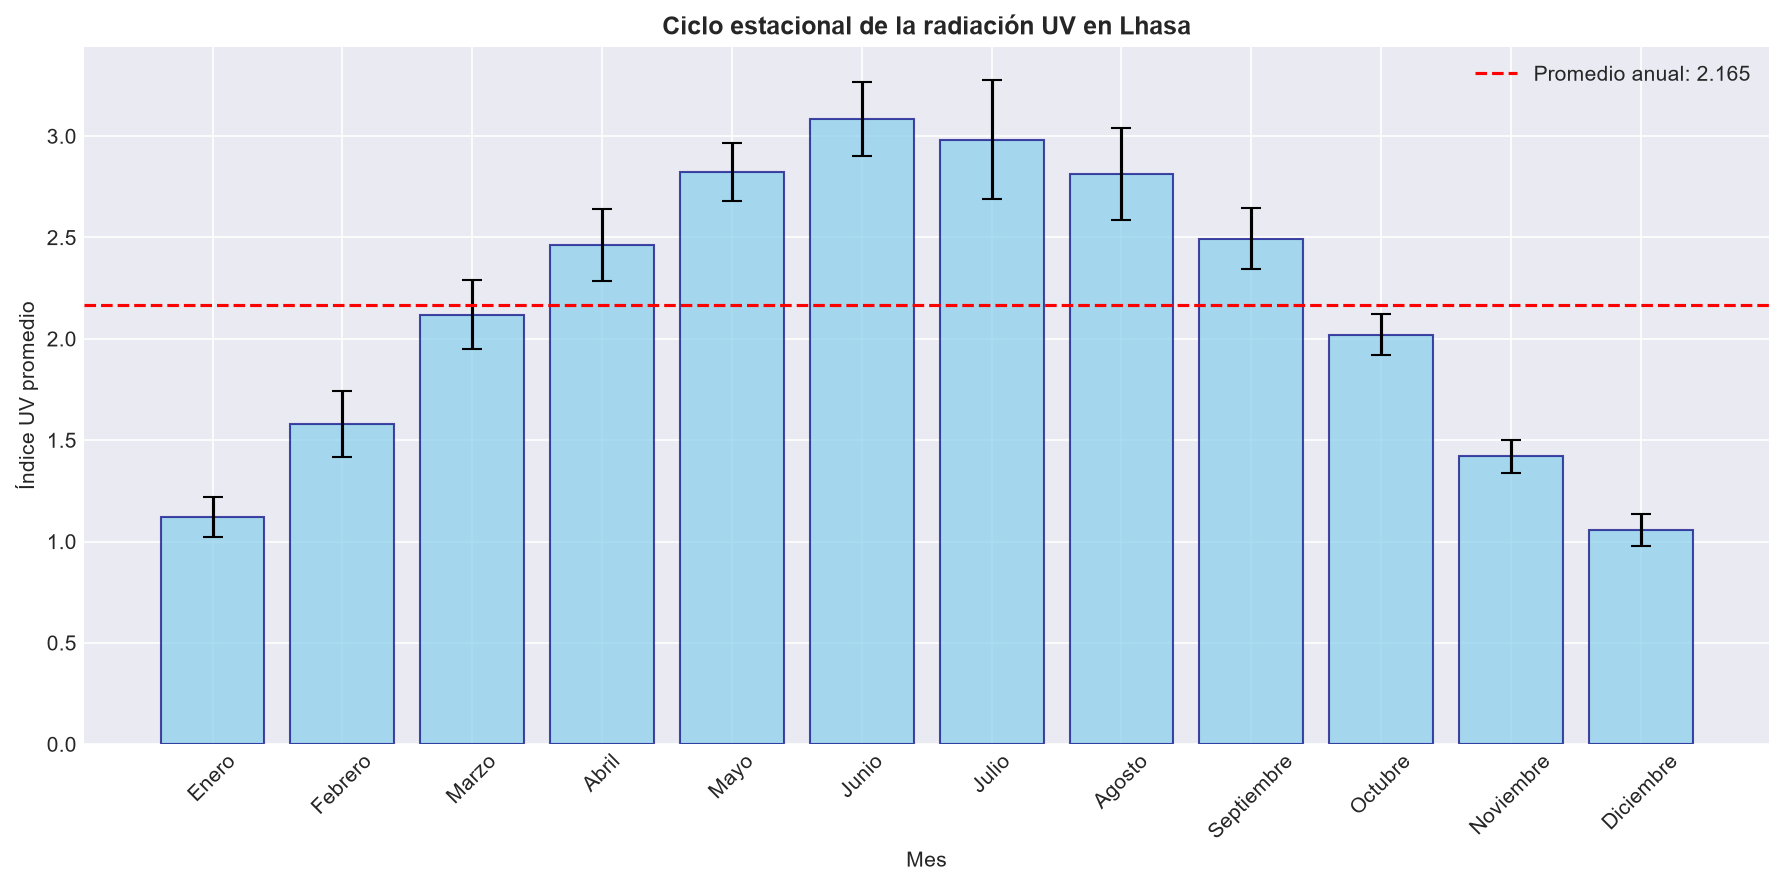 Ciclo estacional de la radiación UV en Lhasa
Promedio anual: 2.165
Índice UV promedio
3.0
2.5
2.0
1.5
1.0
0.5
0.0
Enero
Febrero
Marzo
Abril
Mayo
Junio
Julio
Agosto
Septiembre
Octubre
Noviembre
Diciembre
Mes